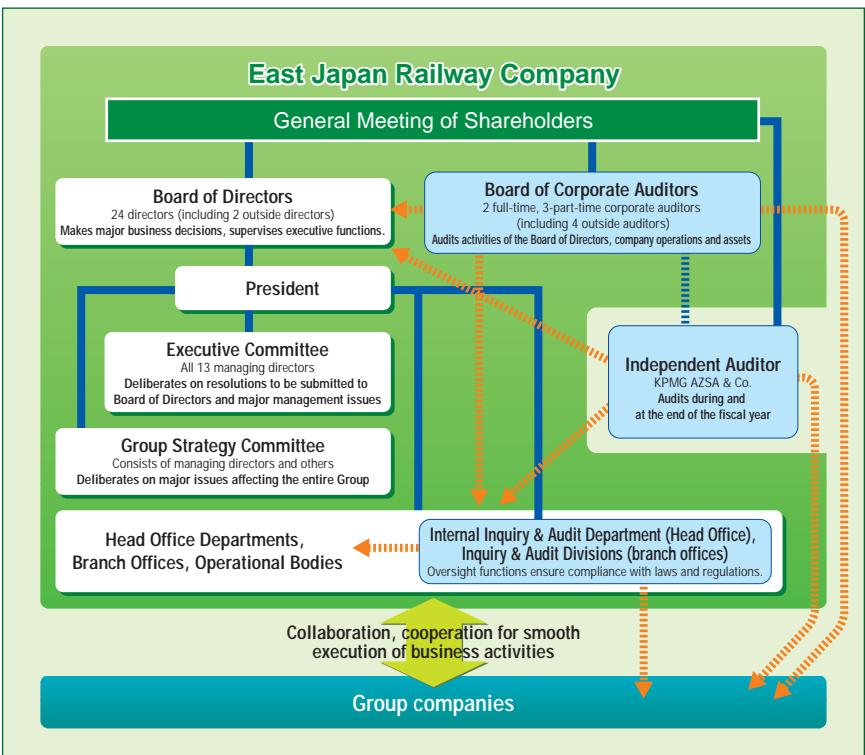 East Japan Railway Company
General Meeting of Shareholders
Board of Directors
24 directors (including 2 outside directors)
Makes major business decisions, supervises executive functions.
Board of Corporate Auditors
2 full-time, 3-part-time corporate auditors
(including 4 outside auditors)
Audits activities of the Board of Directors, company operations and assets
President
Executive Committee
All 13 managing directors
Deliberates on resolutions to be submitted to
Board of Directors and major management issues
Independent Auditor
KPMG AZSA & Co.
Audits during and
at the end of the fiscal year
Group Strategy Committee
Consists of managing directors and others
Deliberates on major issues affecting the entire Group
Head Office Departments,
Branch Offices, Operational Bodies
Internal Inquiry & Audit Department (Head Office),
Inquiry & Audit Divisions (branch offices)
Oversight functions ensure compliance with laws and regulations.
Collaboration, cooperation for smooth
execution of business activities
Group companies